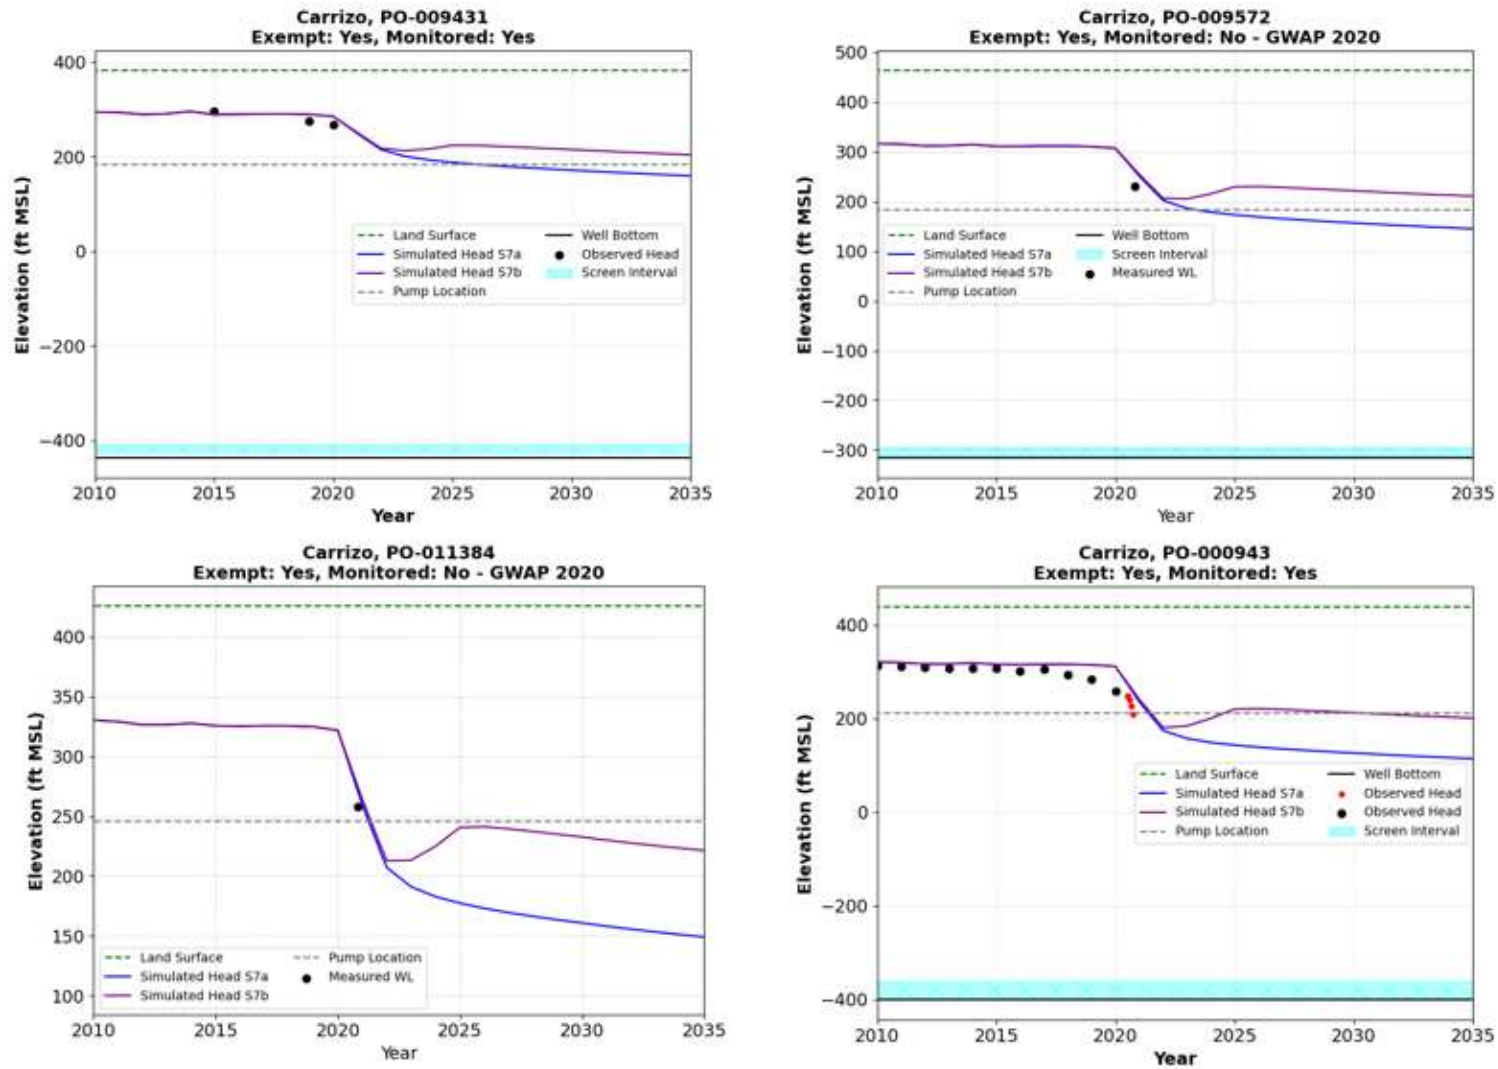 Carrizo, PO-009431
Exempt: Yes, Monitored: Yes
Elevation (ft MSL)
400
200
0
−200
−400
Land Surface
Simulated Head S7a
Simulated Head S7b
Pump Location
Well Bottom
Observed Head
Screen Interval
2010 2015 2020 2025 2030 2035
Year
Carrizo, PO-009572
Exempt: Yes, Monitored: No - GWAP 2020
Elevation (ft MSL)
500
400
300
200
100
0
−100
−200
−300
Land Surface
Simulated Head S7a
Simulated Head S7b
Pump Location
Well Bottom
Screen Interval
Measured WL
2010 2015 2020 2025 2030 2035
Year
Carrizo, PO-011384
Exempt: Yes, Monitored: No - GWAP 2020
Elevation (ft MSL)
400
350
300
250
200
150
100
Land Surface
Simulated Head S7a
Simulated Head S7b
Pump Location
Measured WL
2010 2015 2020 2025 2030 2035
Year
Carrizo, PO-000943
Exempt: Yes, Monitored: Yes
Elevation (ft MSL)
400
200
0
−200
−400
Land Surface
Simulated Head S7a
Simulated Head S7b
Pump Location
Well Bottom
Observed Head
Observed Head
Screen Interval
2010 2015 2020 2025 2030 2035
Year